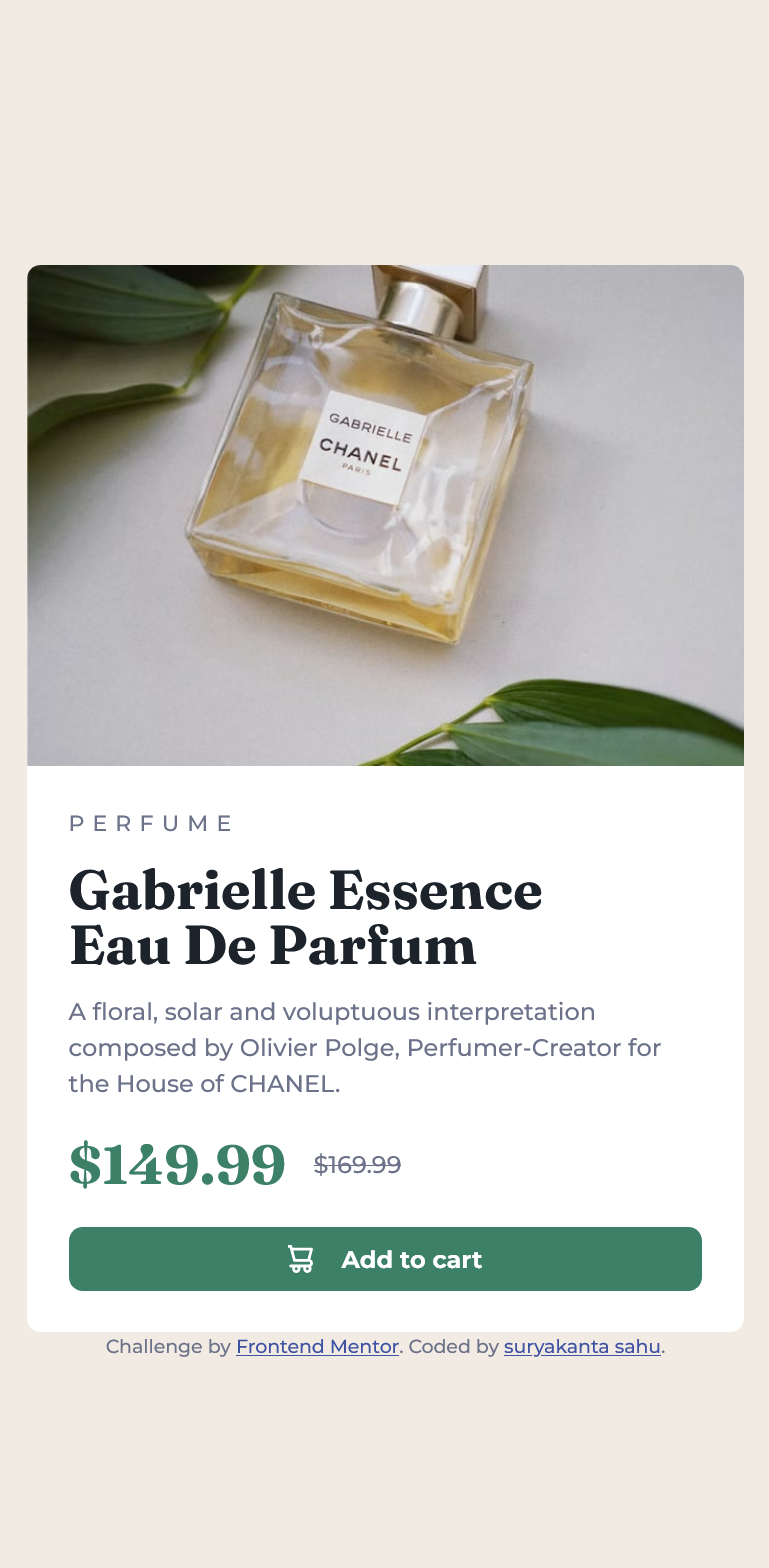 GABRIELLE
CHANEL
PARIS
PERFUME
Gabrielle Essence
Eau De Parfum
A floral, solar and voluptuous interpretation
composed by Olivier Polge, Perfumer-Creator for
the House of CHANEL.
$149.99 $169.99
Add to cart
Challenge by Frontend Mentor. Coded by suryakanta sahu.